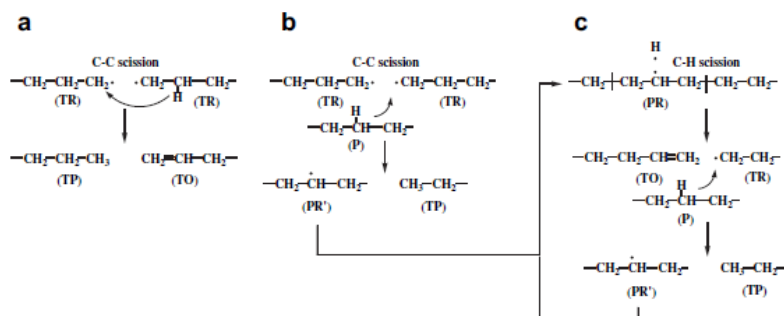 a
C-C scission
—CH₂—CH₂—CH₂· ·CH₂—CH—CH₂—
H
(TR) (TR)
—CH₂—CH₂—CH₃ CH₂=CH—CH₂—
(TP) (TO)
b
C-C scission
—CH₂—CH₂—CH₂· ·CH₂—CH₂—CH₂—
(TR) (TR)
H
—CH₂—CH—CH₂—
(P)
—CH₂—CH—CH₂— CH₃—CH₂—
(PR') (TP)
c
H
C-H scission
—CH₂—CH₂—CH—CH₂—CH₂—CH₂—
(PR)
—CH₂—CH₂—CH=CH₂ ·CH₂—CH₂—
(TO) (TR)
H
—CH₂—CH—CH₂—
(P)
—CH₂—CH—CH₂— CH₃—CH₂—
(PR') (TP)